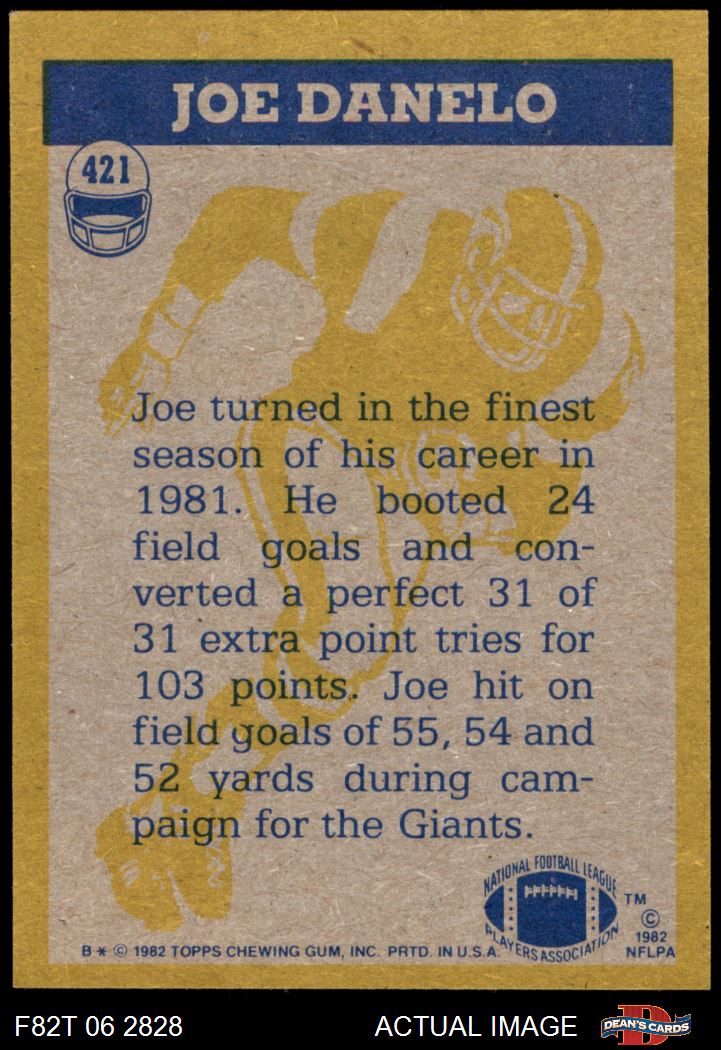 JOE DANELO
421
Joe turned in the finest
season of his career in
1981. He booted 24
field goals and con-
verted a perfect 31 of
31 extra point tries for
103 points. Joe hit on
field goals of 55, 54 and
52 yards during cam-
paign for the Giants.
NATIONAL FOOTBALL LEAGUE
PLAYERS ASSOCIATION
TM
©
1982
NFLPA
B * © 1982 TOPPS CHEWING GUM, INC. PRTD. IN U.S.A.
F82T 06 2828
ACTUAL IMAGE
D
DEAN'S CARDS